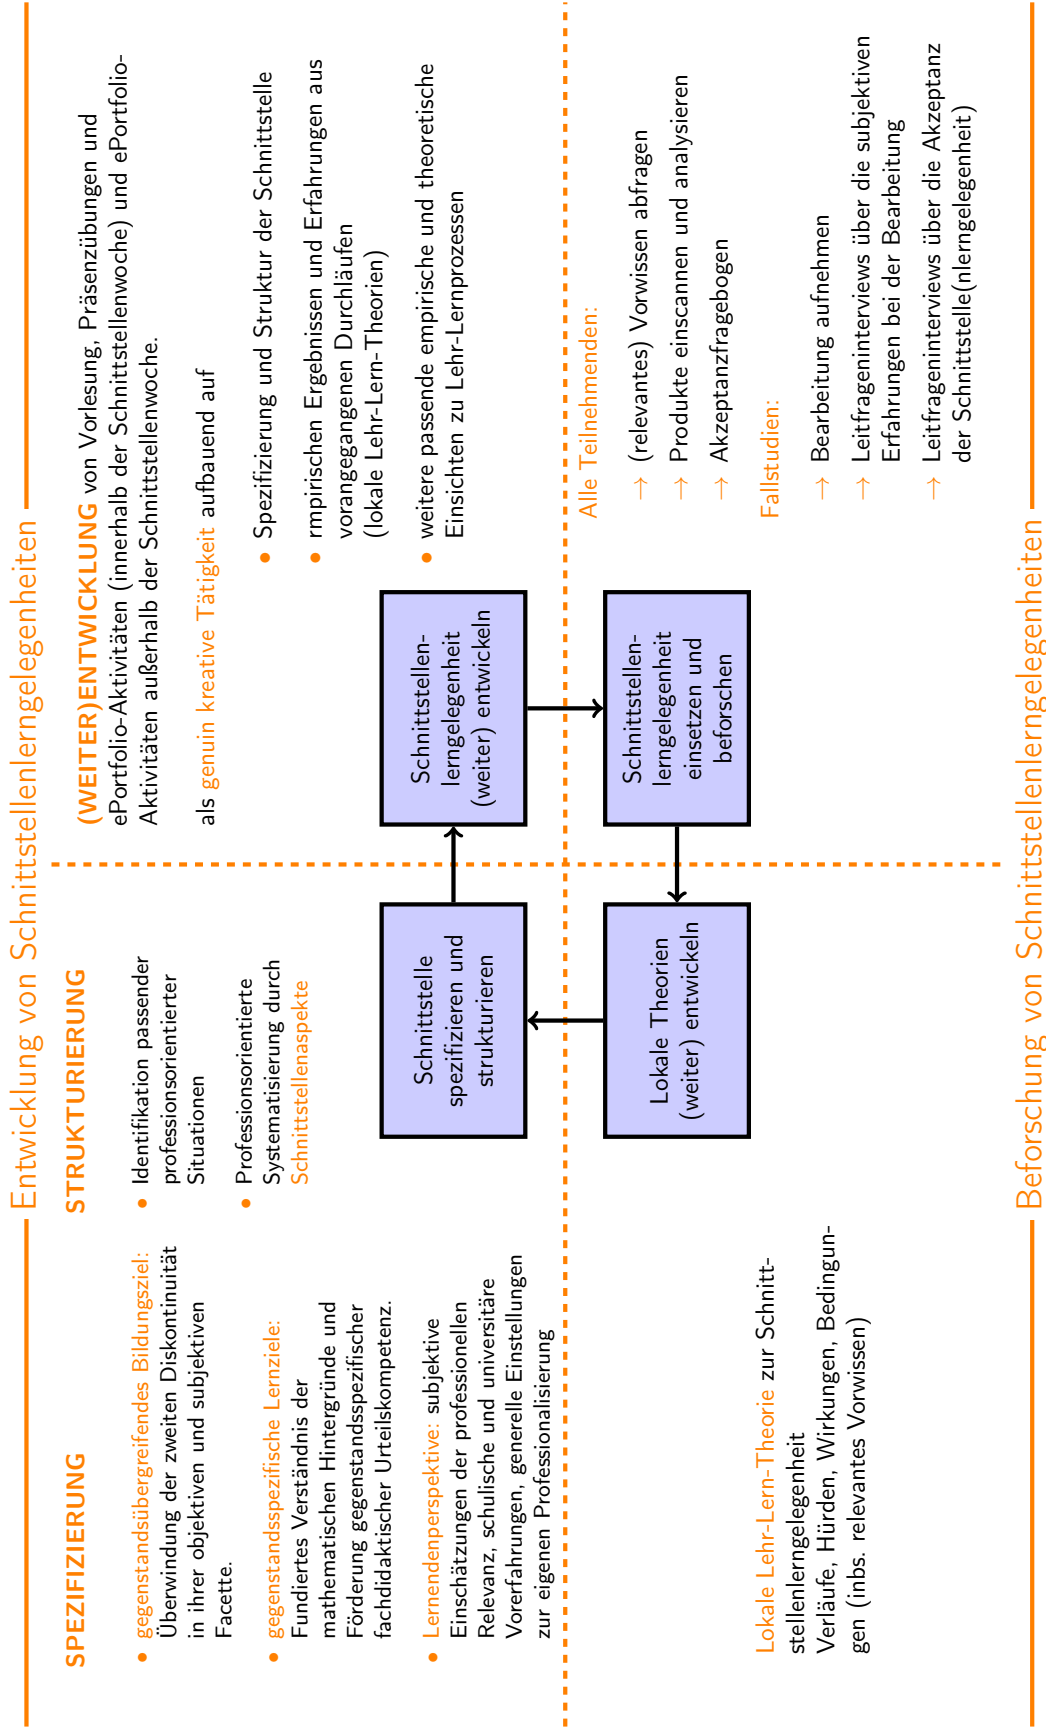 Entwicklung von Schnittstellenlerngelegenheiten
SPEZIFIZIERUNG
• gegenstandsübergreifendes Bildungsziel:
Überwindung der zweiten Diskontinuität
in ihrer objektiven und subjektiven
Facette.
• gegenstandsspezifische Lernziele:
Fundiertes Verständnis der
mathematischen Hintergründe und
Förderung gegenstandsspezifischer
fachdidaktischer Urteilskompetenz.
• Lernendenperspektive: subjektive
Einschätzungen der professionellen
Relevanz, schulische und universitäre
Vorerfahrungen, generelle Einstellungen
zur eigenen Professionalisierung
STRUKTURIERUNG
• Identifikation passender
professionsorientierter
Situationen
• Professionsorientierte
Systematisierung durch
Schnittstellenaspekte
(WEITER)ENTWICKLUNG von Vorlesung, Präsenzübungen und
ePortfolio-Aktivitäten (innerhalb der Schnittstellenwoche) und ePortfolio-
Aktivitäten außerhalb der Schnittstellenwoche.
als genuin kreative Tätigkeit aufbauend auf
• Spezifizierung und Struktur der Schnittstelle
• rmpirischen Ergebnissen und Erfahrungen aus
vorangegangenen Durchläufen
(lokale Lehr-Lern-Theorien)
• weitere passende empirische und theoretische
Einsichten zu Lehr-Lernprozessen
Schnittstelle
spezifizieren und
strukturieren
Schnittstellen-
lerngelegenheit
(weiter) entwickeln
Lokale Theorien
(weiter) entwickeln
Schnittstellen-
lerngelegenheit
einsetzen und
beforschen
Lokale Lehr-Lern-Theorie zur Schnitt-
stellenlerngelegenheit
Verläufe, Hürden, Wirkungen, Bedingun-
gen (inbs. relevantes Vorwissen)
Alle Teilnehmenden:
→ (relevantes) Vorwissen abfragen
→ Produkte einscannen und analysieren
→ Akzeptanzfragebogen
Fallstudien:
→ Bearbeitung aufnehmen
→ Leitfrageninterviews über die subjektiven
Erfahrungen bei der Bearbeitung
→ Leitfrageninterviews über die Akzeptanz
der Schnittstelle(nlerngelegenheit)
Beforschung von Schnittstellenlerngelegenheiten